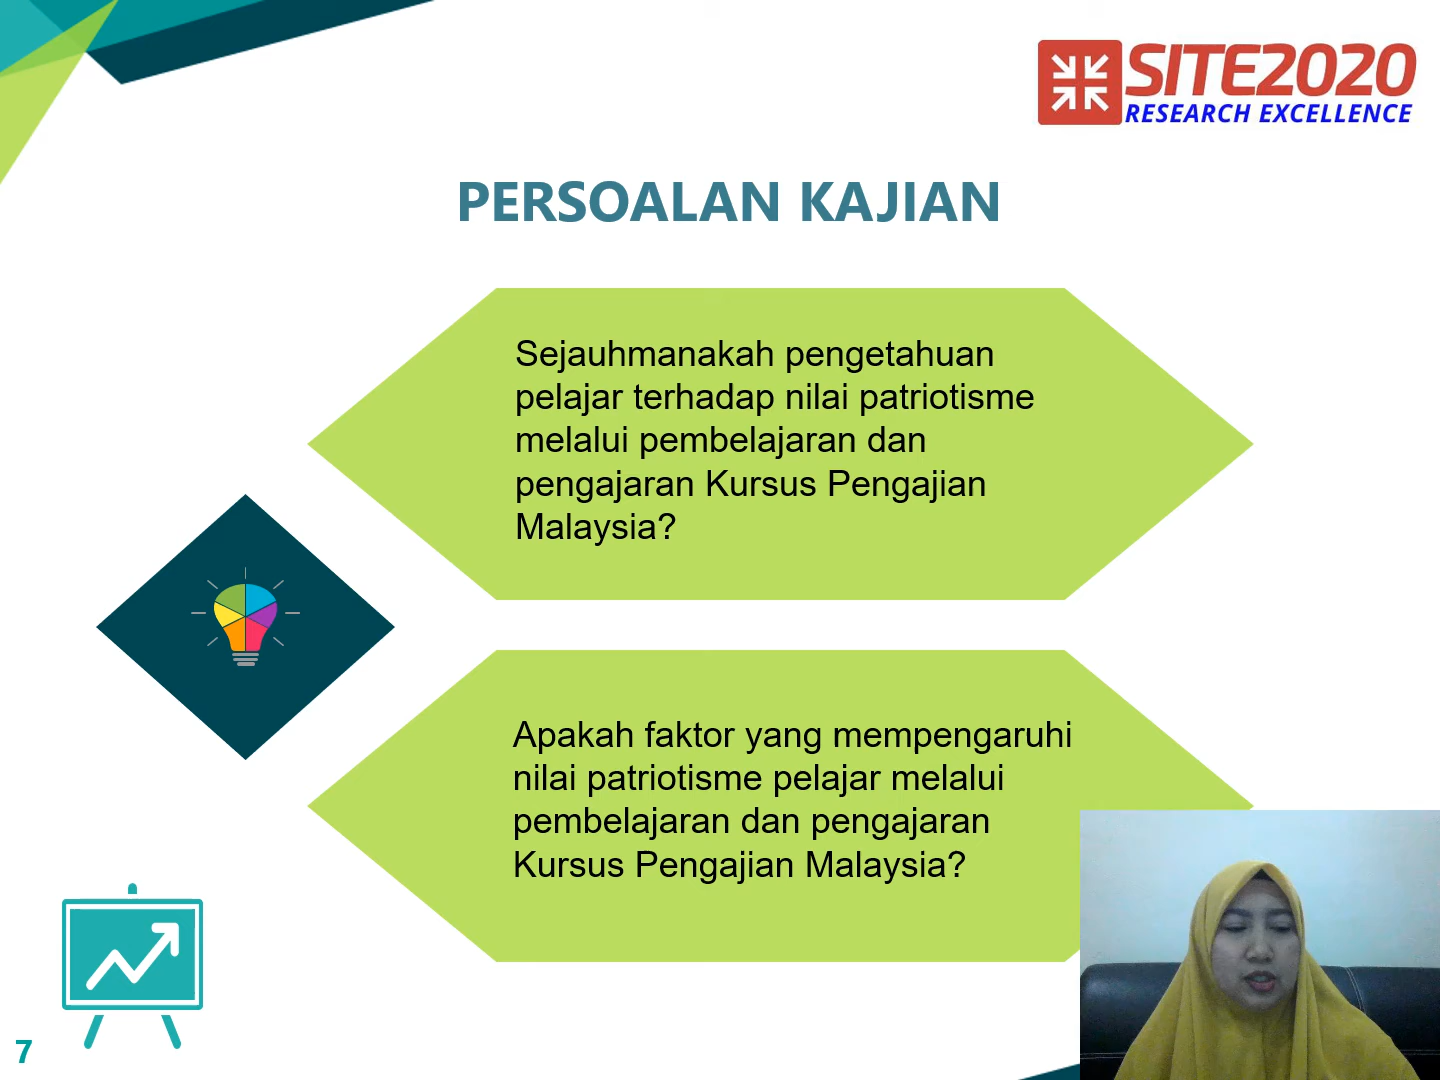 SITE2020
RESEARCH EXCELLENCE
PERSOALAN KAJIAN
Sejauhmanakah pengetahuan
pelajar terhadap nilai patriotisme
melalui pembelajaran dan
pengajaran Kursus Pengajian
Malaysia?
Apakah faktor yang mempengaruhi
nilai patriotisme pelajar melalui
pembelajaran dan pengajaran
Kursus Pengajian Malaysia?
7